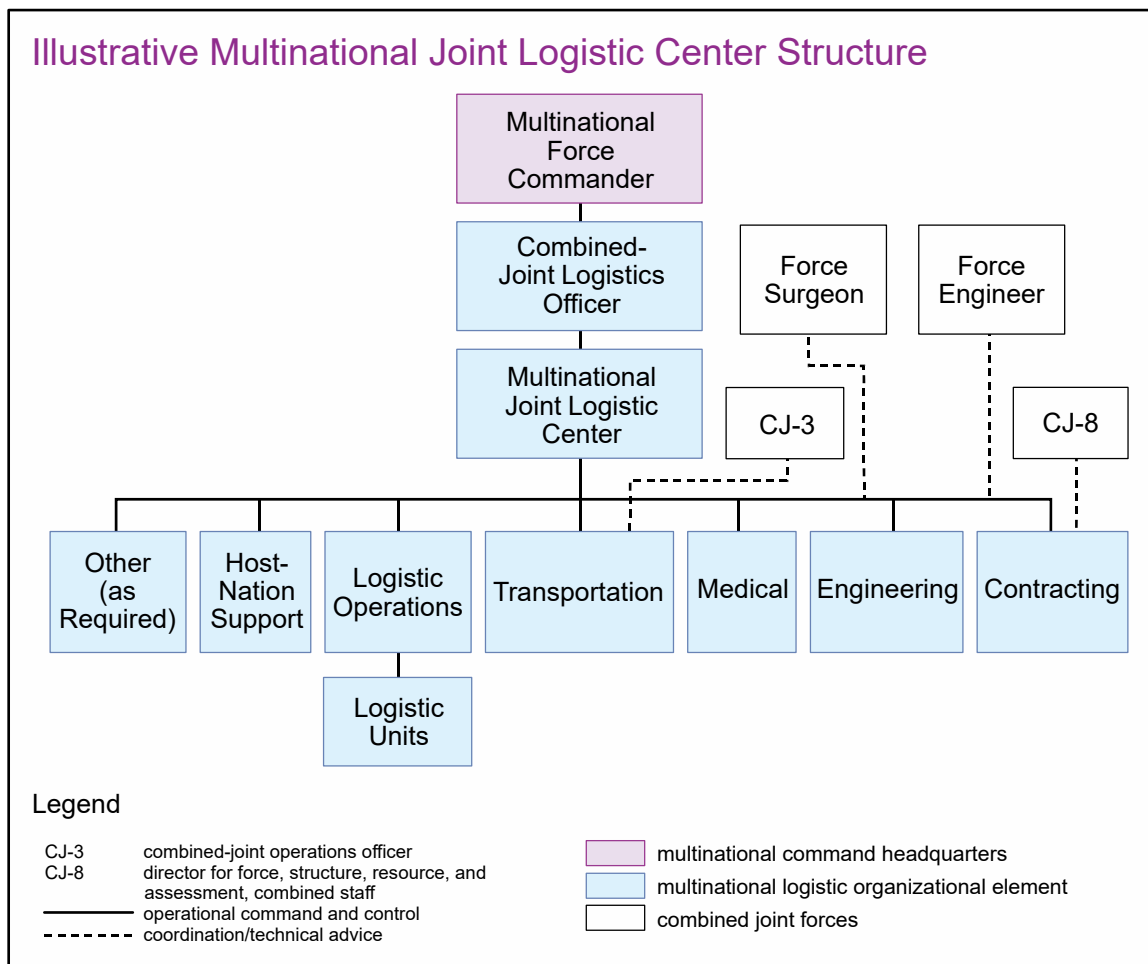 Illustrative Multinational Joint Logistic Center Structure
Multinational
Force
Commander
Combined-
Joint Logistics
Officer
Force
Surgeon
Force
Engineer
Multinational
Joint Logistic
Center
CJ-3
CJ-8
Other
(as
Required)
Host-
Nation
Support
Logistic
Operations
Transportation
Medical
Engineering
Contracting
Logistic
Units
Legend
CJ-3 combined-joint operations officer
CJ-8 director for force, structure, resource, and
assessment, combined staff
operational command and control
coordination/technical advice
multinational command headquarters
multinational logistic organizational element
combined joint forces